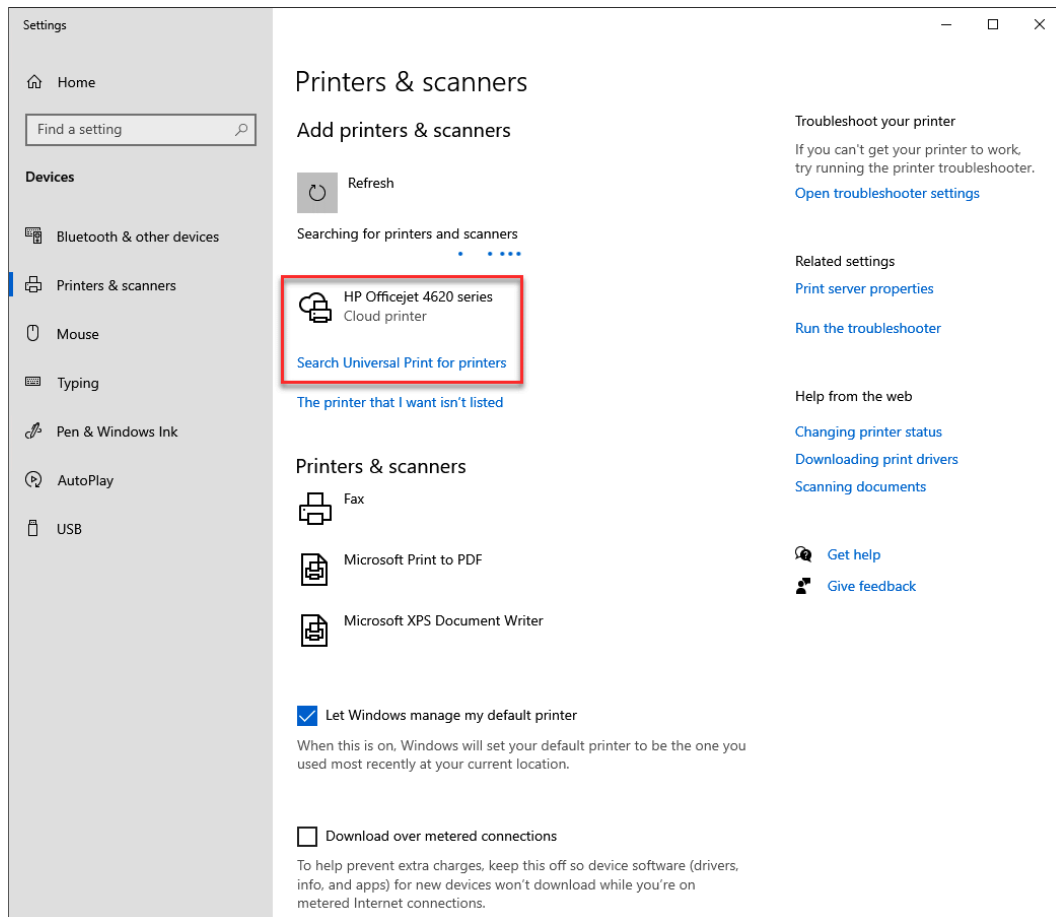 Settings
Home
Find a setting
Devices
Bluetooth & other devices
Printers & scanners
Mouse
Typing
Pen & Windows Ink
AutoPlay
USB
Printers & scanners
Add printers & scanners
Refresh
Searching for printers and scanners
HP Officejet 4620 series
Cloud printer
Search Universal Print for printers
The printer that I want isn't listed
Printers & scanners
Fax
Microsoft Print to PDF
Microsoft XPS Document Writer
Let Windows manage my default printer
When this is on, Windows will set your default printer to be the one you
used most recently at your current location.
Download over metered connections
To help prevent extra charges, keep this off so device software (drivers,
info, and apps) for new devices won't download while you're on
metered Internet connections.
Troubleshoot your printer
If you can't get your printer to work,
try running the printer troubleshooter.
Open troubleshooter settings
Related settings
Print server properties
Run the troubleshooter
Help from the web
Changing printer status
Downloading print drivers
Scanning documents
Get help
Give feedback